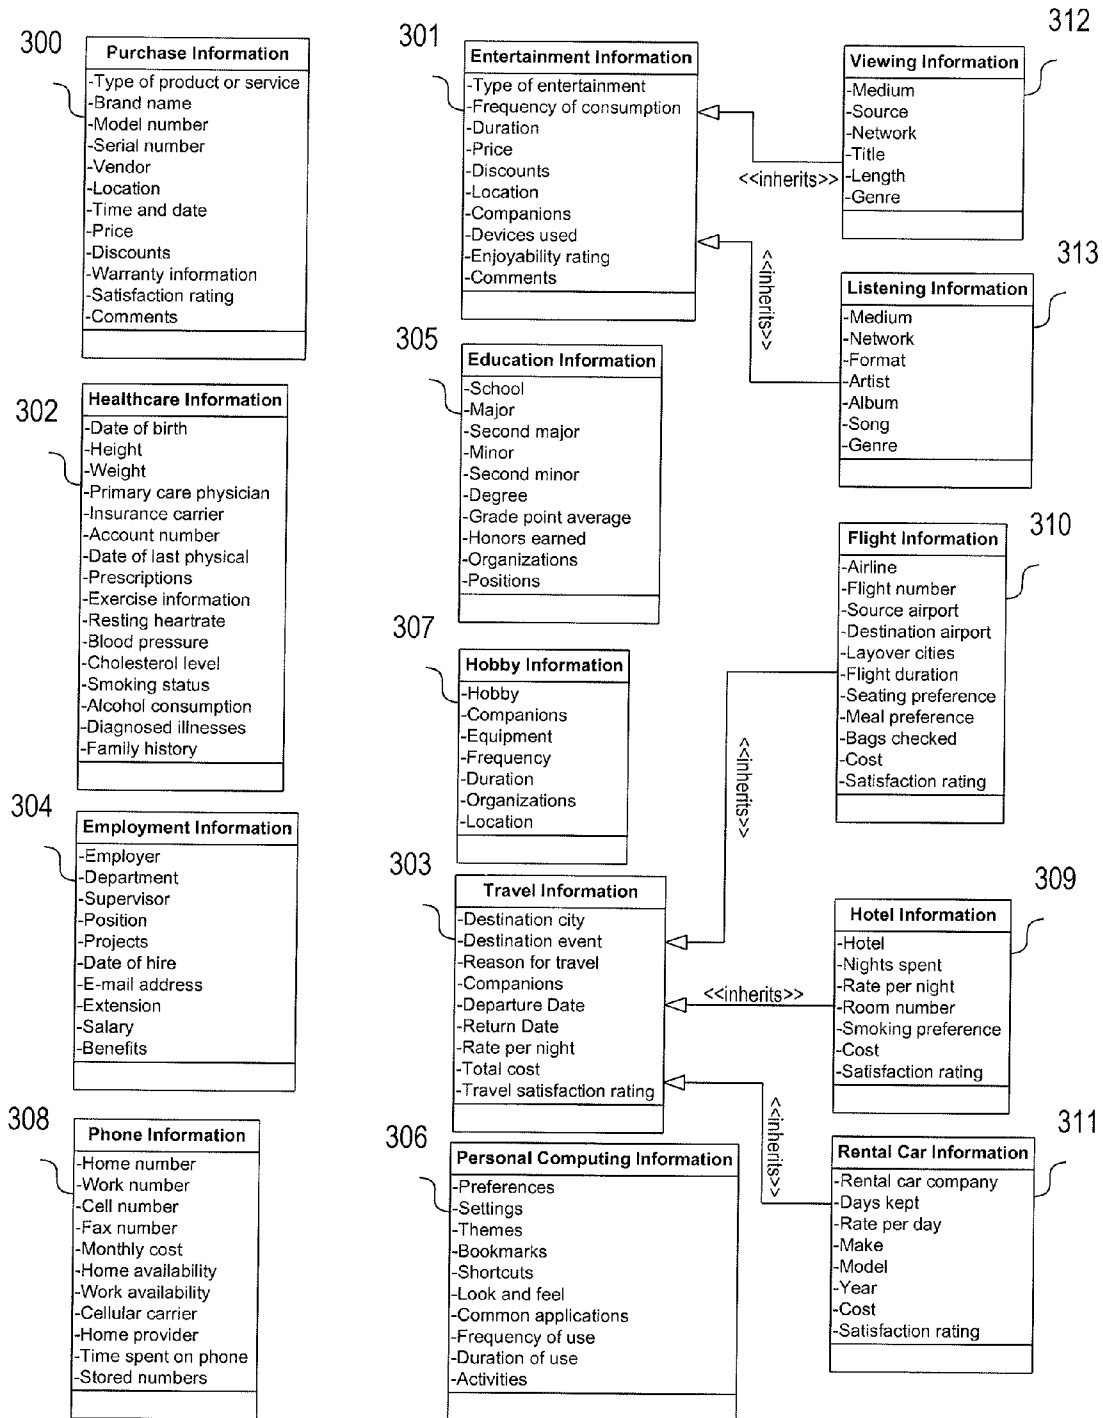 300
Purchase Information
-Type of product or service
-Brand name
-Model number
-Serial number
-Vendor
-Location
-Time and date
-Price
-Discounts
-Warranty information
-Satisfaction rating
-Comments
302
Healthcare Information
-Date of birth
-Height
-Weight
-Primary care physician
-Insurance carrier
-Account number
-Date of last physical
-Prescriptions
-Exercise information
-Resting heartrate
-Blood pressure
-Cholesterol level
-Smoking status
-Alcohol consumption
-Diagnosed illnesses
-Family history
304
Employment Information
-Employer
-Department
-Supervisor
-Position
-Projects
-Date of hire
-E-mail address
-Extension
-Salary
-Benefits
308
Phone Information
-Home number
-Work number
-Cell number
-Fax number
-Monthly cost
-Home availability
-Work availability
-Cellular carrier
-Home provider
-Time spent on phone
-Stored numbers
301
Entertainment Information
-Type of entertainment
-Frequency of consumption
-Duration
-Price
-Discounts
-Location
-Companions
-Devices used
-Enjoyability rating
-Comments
305
Education Information
-School
-Major
-Second major
-Minor
-Second minor
-Degree
-Grade point average
-Honors earned
-Organizations
-Positions
307
Hobby Information
-Hobby
-Companions
-Equipment
-Frequency
-Duration
-Organizations
-Location
303
Travel Information
-Destination city
-Destination event
-Reason for travel
-Companions
-Departure Date
-Return Date
-Rate per night
-Total cost
-Travel satisfaction rating
306
Personal Computing Information
-Preferences
-Settings
-Themes
-Bookmarks
-Shortcuts
-Look and feel
-Common applications
-Frequency of use
-Duration of use
-Activities
<<inherits>>
<<inherits>>
<<inherits>>
<<inherits>>
<<inherits>>
312
Viewing Information
-Medium
-Source
-Network
-Title
-Length
-Genre
313
Listening Information
-Medium
-Network
-Format
-Artist
-Album
-Song
-Genre
310
Flight Information
-Airline
-Flight number
-Source airport
-Destination airport
-Layover cities
-Flight duration
-Seating preference
-Meal preference
-Bags checked
-Cost
-Satisfaction rating
309
Hotel Information
-Hotel
-Nights spent
-Rate per night
-Room number
-Smoking preference
-Cost
-Satisfaction rating
311
Rental Car Information
-Rental car company
-Days kept
-Rate per day
-Make
-Model
-Year
-Cost
-Satisfaction rating